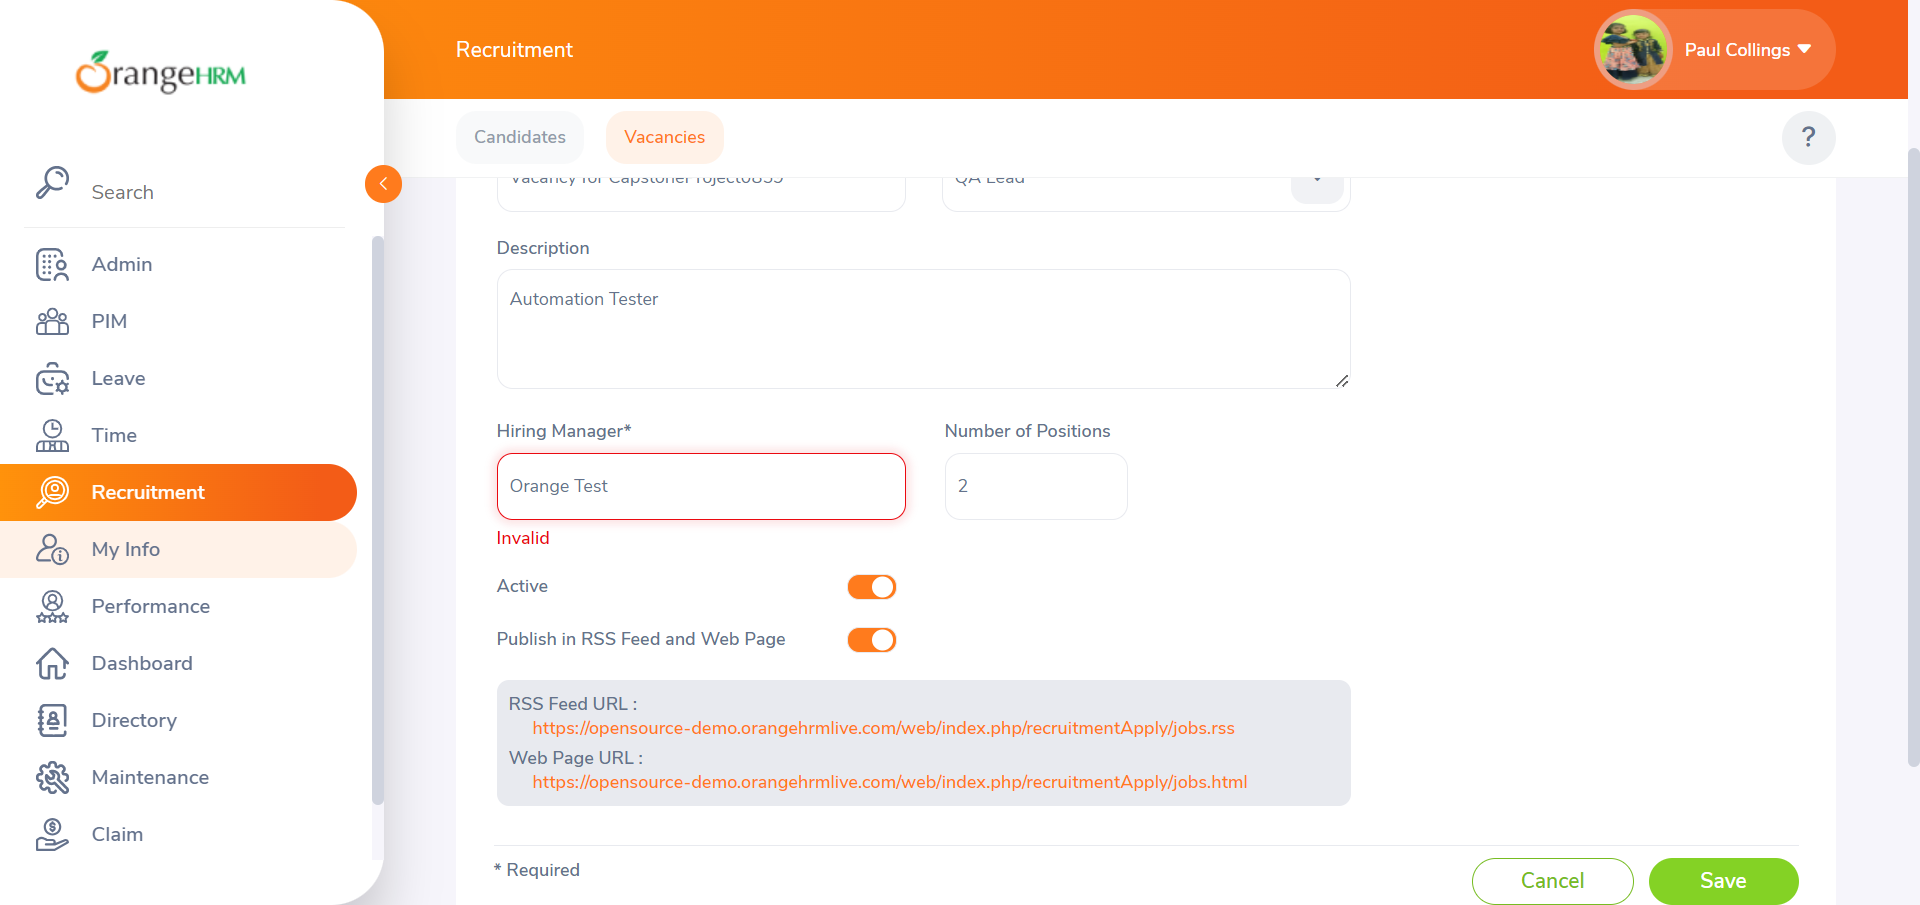 OrangeHRM
Recruitment
Paul Collings
Candidates
Vacancies
?
Search
Admin
PIM
Leave
Time
Recruitment
My Info
Performance
Dashboard
Directory
Maintenance
Claim
Vacancy for CapstoneProject0855
QA Lead
Description
Automation Tester
Hiring Manager*
Number of Positions
Orange Test
2
Invalid
Active
Publish in RSS Feed and Web Page
RSS Feed URL :
https://opensource-demo.orangehrmlive.com/web/index.php/recruitmentApply/jobs.rss
Web Page URL :
https://opensource-demo.orangehrmlive.com/web/index.php/recruitmentApply/jobs.html
* Required
Cancel
Save